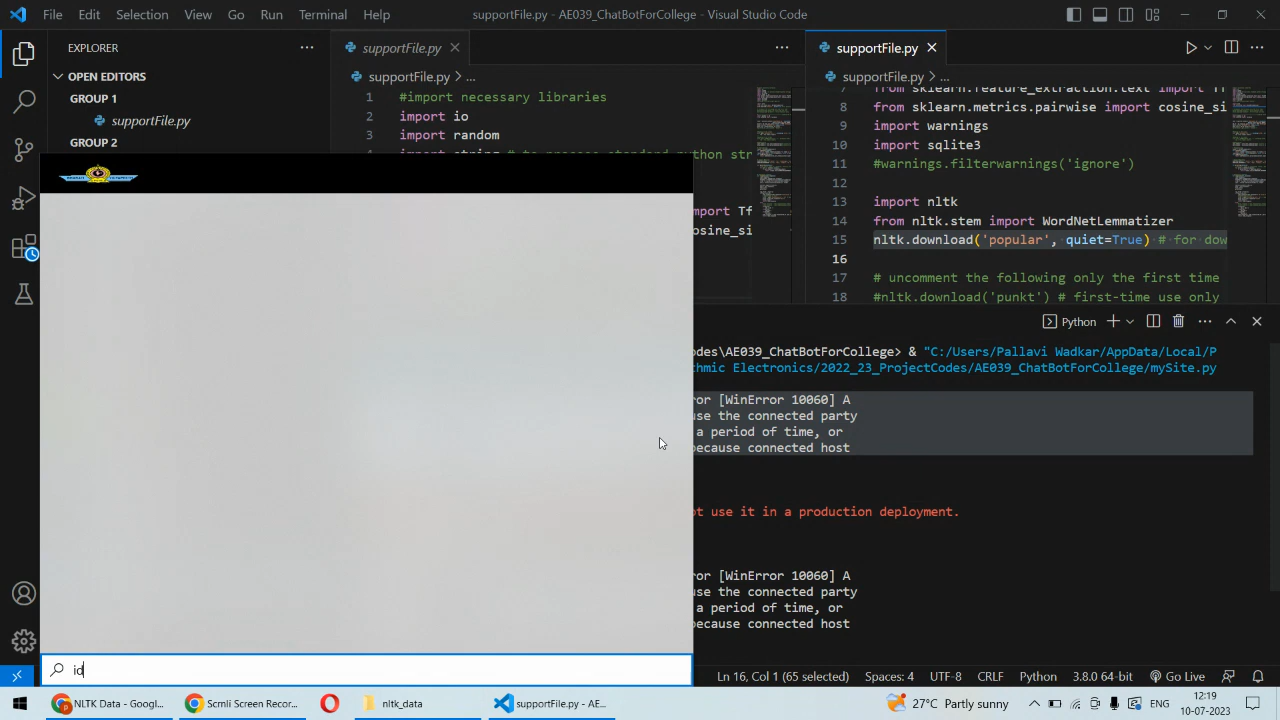 File Edit Selection View Go Run Terminal Help
supportFile.py - AE039_ChatBotForCollege - Visual Studio Code
EXPLORER
OPEN EDITORS
GROUP 1
supportFile.py
GROUP 2
supportFile.py
supportFile.py > ...
1 #import necessary libraries
2 import io
3 import random
mport Tf
cosine_si
supportFile.py
supportFile.py > ...
8 from sklearn.metrics.pairwise import cosine_si
9 import warnings
10 import sqlite3
11 #warnings.filterwarnings('ignore')
12
13 import nltk
14 from nltk.stem import WordNetLemmatizer
15 nltk.download('popular', quiet=True) # for dow
16
17 # uncomment the following only the first time
18 #nltk.download('punkt') # first-time use only
Python
odes\AE039_ChatBotForCollege> & "C:/Users/Pallavi Wadkar/AppData/Local/P
thmic Electronics/2022_23_ProjectCodes/AE039_ChatBotForCollege/mySite.py
ror [WinError 10060] A
use the connected party
a period of time, or
because connected host
ot use it in a production deployment.
ror [WinError 10060] A
use the connected party
a period of time, or
because connected host
id
Ln 16, Col 1 (65 selected) Spaces: 4 UTF-8 CRLF Python 3.8.0 64-bit Go Live
NLTK Data - Googl... Scrnli Screen Recor... nltk_data supportFile.py - AE... 27°C Partly sunny ENG 12:19
10-07-2023